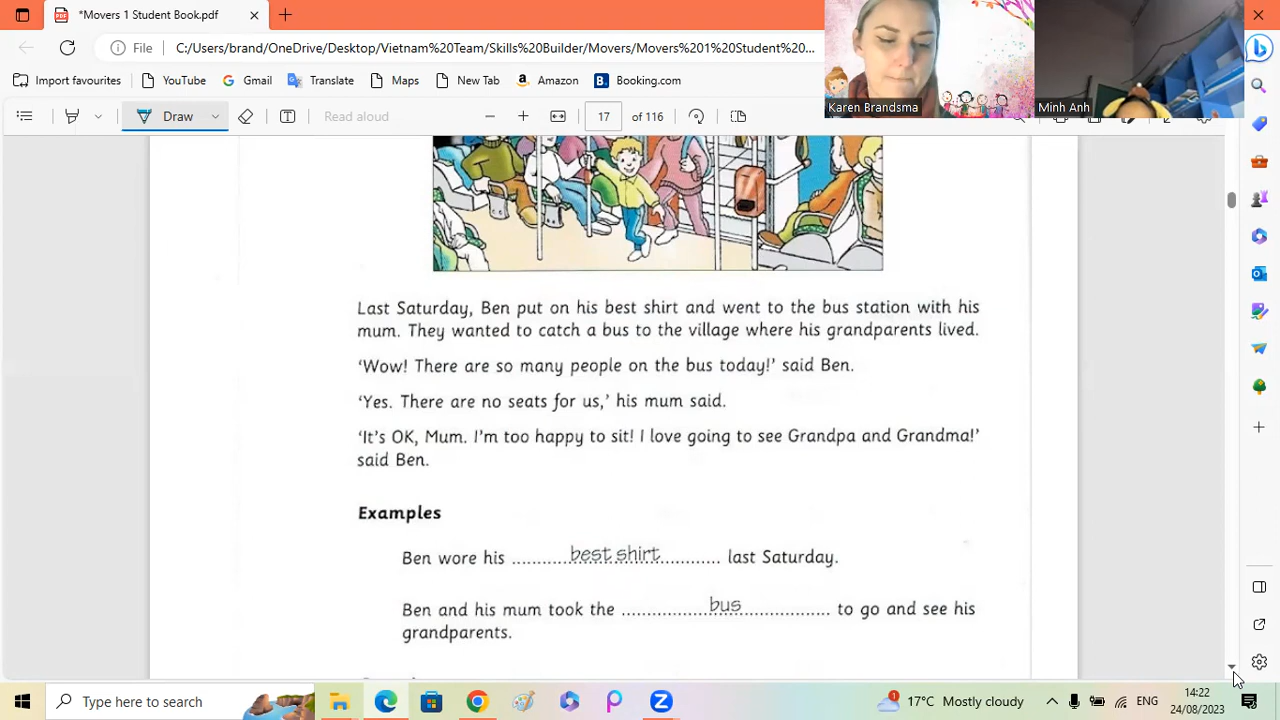 *Movers 1 Student Book.pdf
File
C:/Users/brand/OneDrive/Desktop/Vietnam%20Team/Skills%20Builder/Movers/Movers%201%20Student%20...
Import favourites
YouTube
Gmail
Translate
Maps
New Tab
Amazon
B.
Booking.com
Draw
Read aloud
17
of 116
Karen Brandsma
Minh Anh
Last Saturday, Ben put on his best shirt and went to the bus station with his
mum. They wanted to catch a bus to the village where his grandparents lived.
‘Wow! There are so many people on the bus today!’ said Ben.
‘Yes. There are no seats for us,’ his mum said.
‘It’s OK, Mum. I’m too happy to sit! I love going to see Grandpa and Grandma!’
said Ben.
Examples
Ben wore his ........ best shirt ........ last Saturday.
Ben and his mum took the ........ bus ........ to go and see his
grandparents.
Type here to search
1
17°C Mostly cloudy
ENG
14:22
24/08/2023